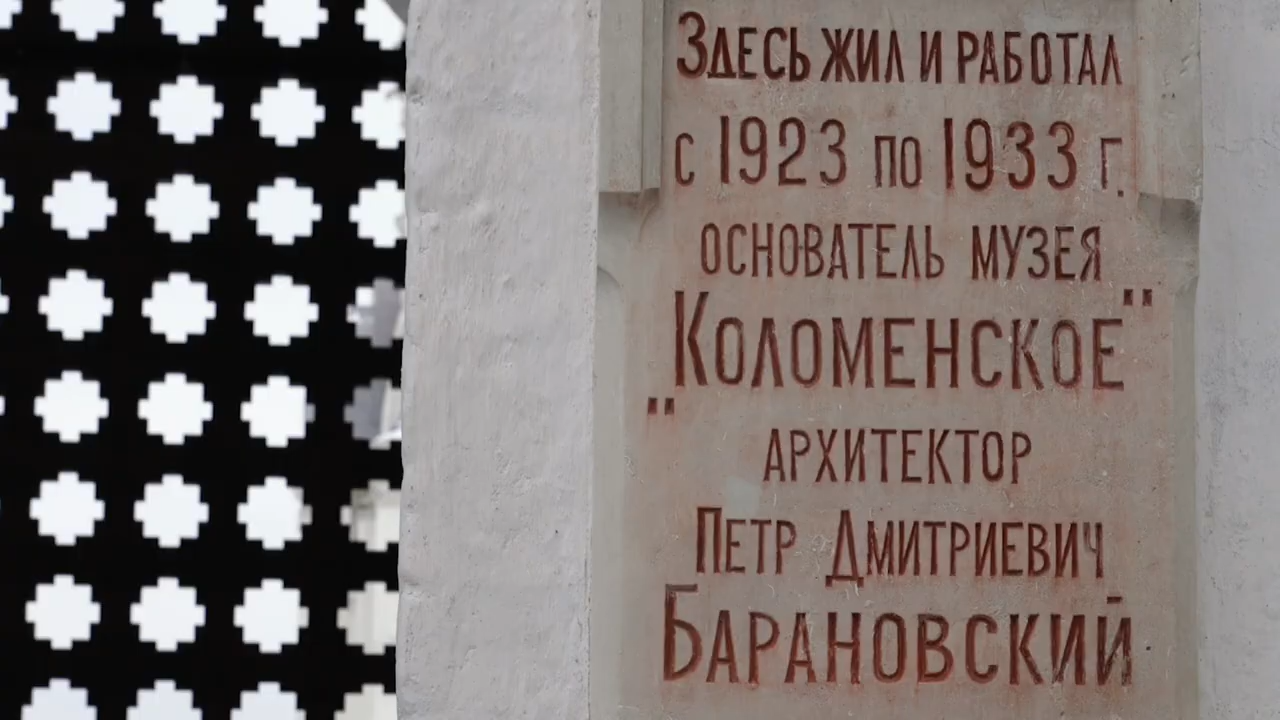 Здесь жил и работал
с 1923 по 1933 г.
основатель музея
"Коломенское"
архитектор
Петр Дмитриевич
Барановский